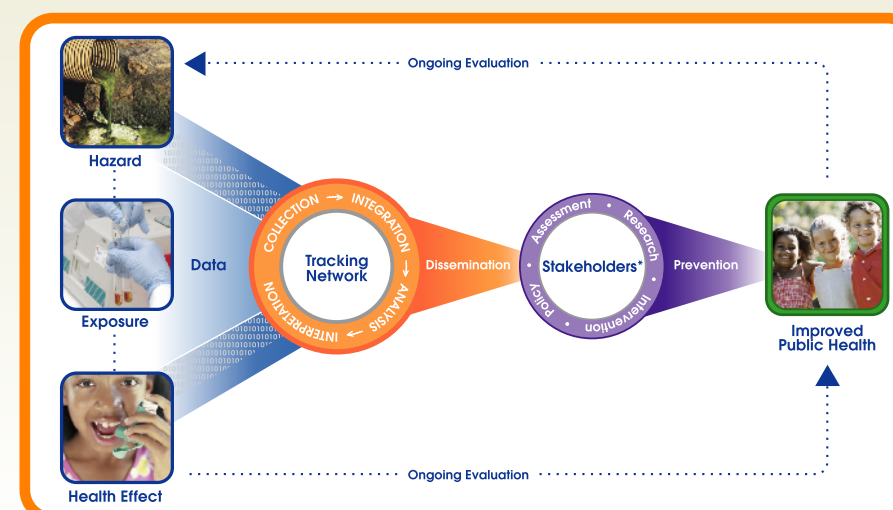 Ongoing Evaluation
Hazard
Exposure
Health Effect
Data
COLLECTION → INTEGRATION → ANALYSIS → INTERPRETATION
Tracking
Network
Dissemination
Assessment • Research • Intervention • Policy •
Stakeholders*
Prevention
Improved
Public Health
Ongoing Evaluation